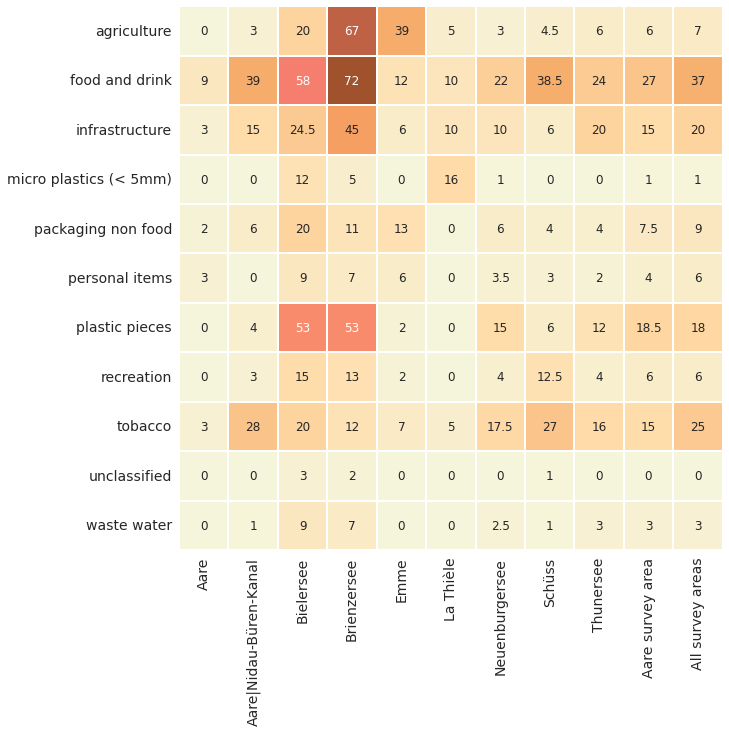 agriculture 0 3 20 67 39 5 3 4.5 6 6 7
food and drink 9 39 58 72 12 10 22 38.5 24 27 37
infrastructure 3 15 24.5 45 6 10 10 6 20 15 20
micro plastics (< 5mm) 0 0 12 5 0 16 1 0 0 1 1
packaging non food 2 6 20 11 13 0 6 4 4 7.5 9
personal items 3 0 9 7 6 0 3.5 3 2 4 6
plastic pieces 0 4 53 53 2 0 15 6 12 18.5 18
recreation 0 3 15 13 2 0 4 12.5 4 6 6
tobacco 3 28 20 12 7 5 17.5 27 16 15 25
unclassified 0 0 3 2 0 0 0 1 0 0 0
waste water 0 1 9 7 0 0 2.5 1 3 3 3
Aare
Aare|Nidau-Büren-Kanal
Bielersee
Brienzersee
Emme
La Thièle
Neuenburgersee
Schüss
Thunersee
Aare survey area
All survey areas